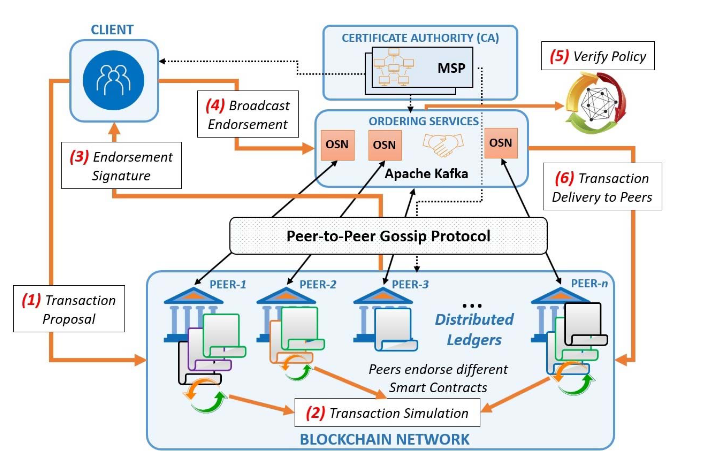 CLIENT
CERTIFICATE AUTHORITY (CA)
MSP
(5) Verify Policy
(4) Broadcast
Endorsement
ORDERING SERVICES
OSN
OSN
OSN
Apache Kafka
(3) Endorsement
Signature
(6) Transaction
Delivery to Peers
Peer-to-Peer Gossip Protocol
(1) Transaction
Proposal
PEER-1
PEER-2
PEER-3
PEER-n
...
Distributed
Ledgers
Peers endorse different
Smart Contracts
(2) Transaction Simulation
BLOCKCHAIN NETWORK